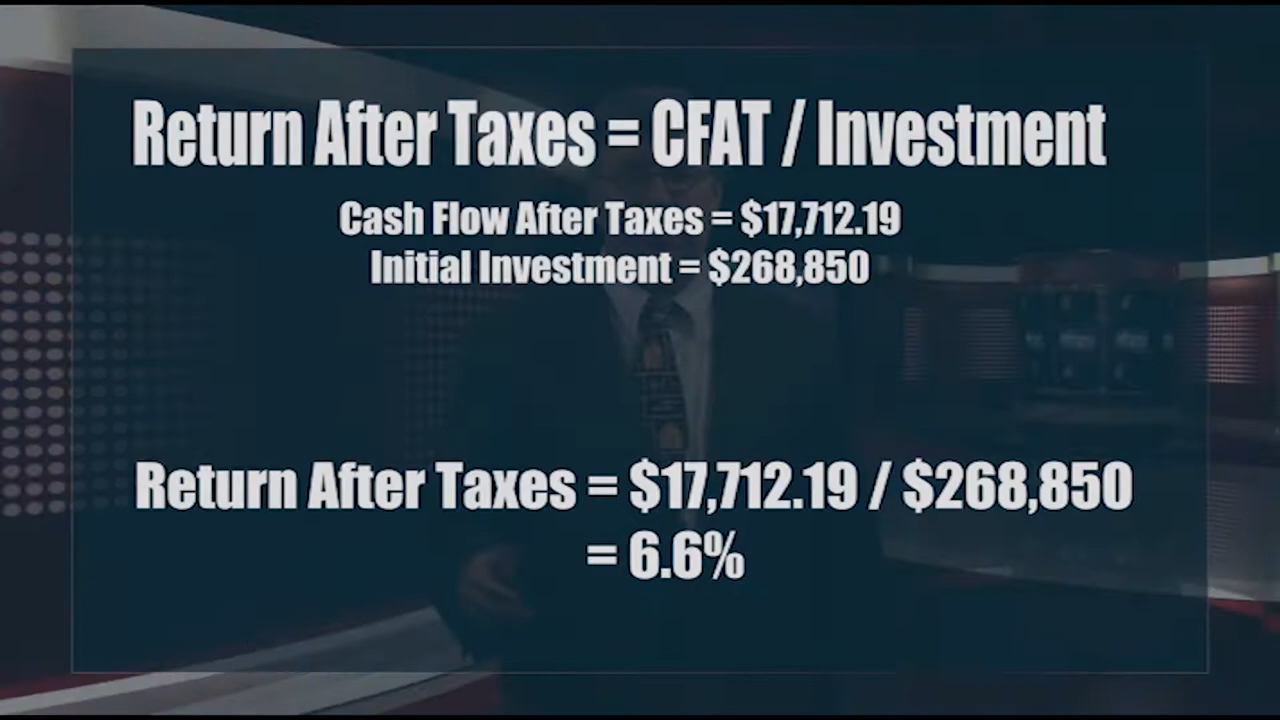 Return After Taxes = CFAT / Investment
Cash Flow After Taxes = $17,712.19
Initial Investment = $268,850
Return After Taxes = $17,712.19 / $268,850
= 6.6%